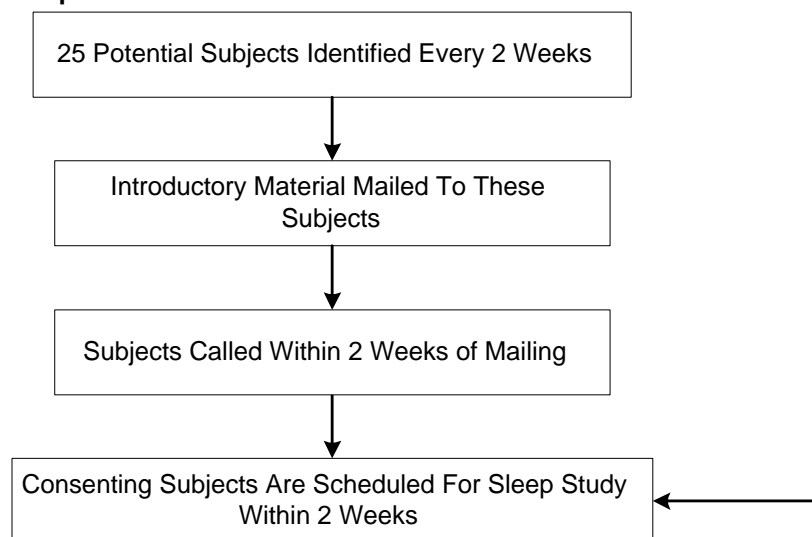 25 Potential Subjects Identified Every 2 Weeks
Introductory Material Mailed To These
Subjects
Subjects Called Within 2 Weeks of Mailing
Consenting Subjects Are Scheduled For Sleep Study
Within 2 Weeks